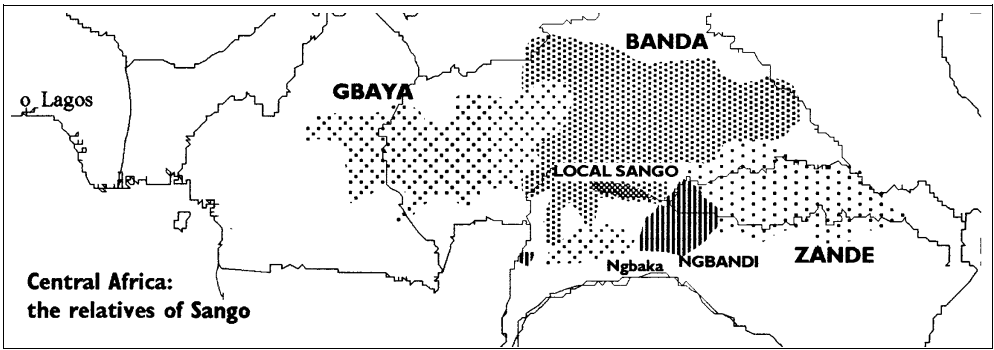 BANDA
GBAYA
o Lagos
LOCAL SANGO
Ngbaka
NGBANDI
ZANDE
Central Africa:
the relatives of Sango